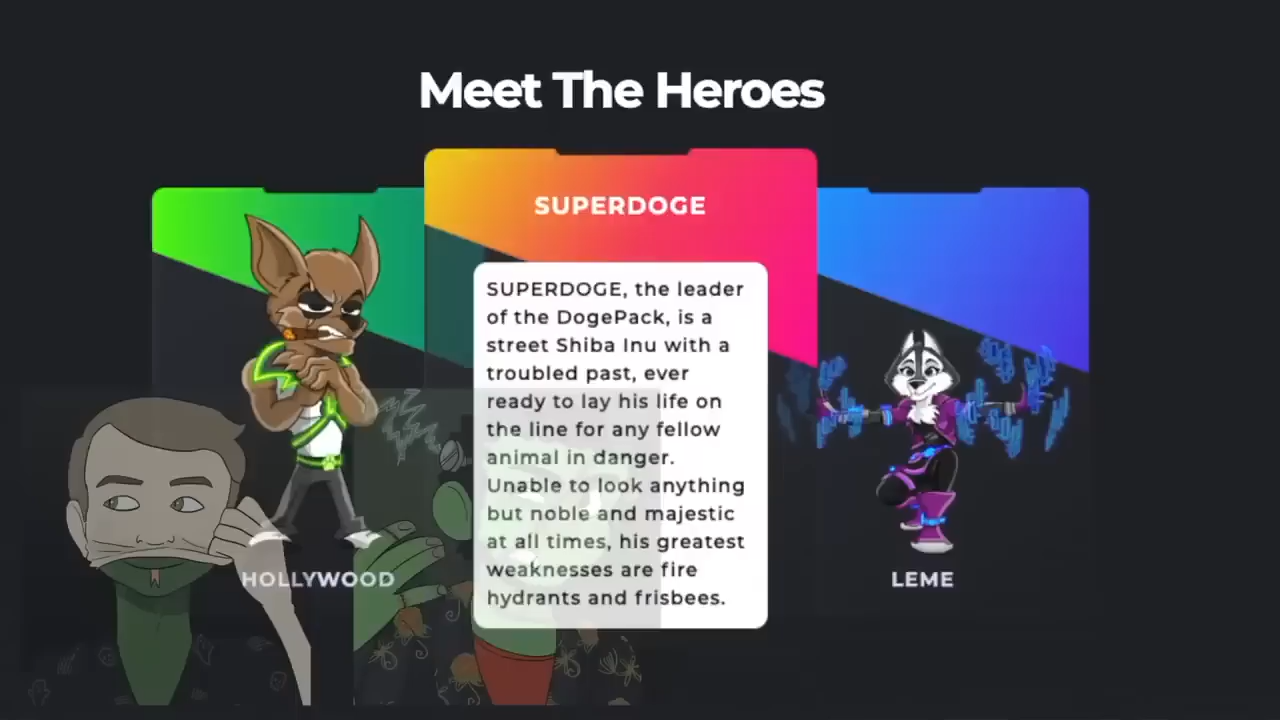 Meet The Heroes
SUPERDOGE
SUPERDOGE, the leader
of the DogePack, is a
street Shiba Inu with a
troubled past, ever
ready to lay his life on
the line for any fellow
animal in danger.
Unable to look anything
but noble and majestic
at all times, his greatest
weaknesses are fire
hydrants and frisbees.
HOLLYWOOD
LEME